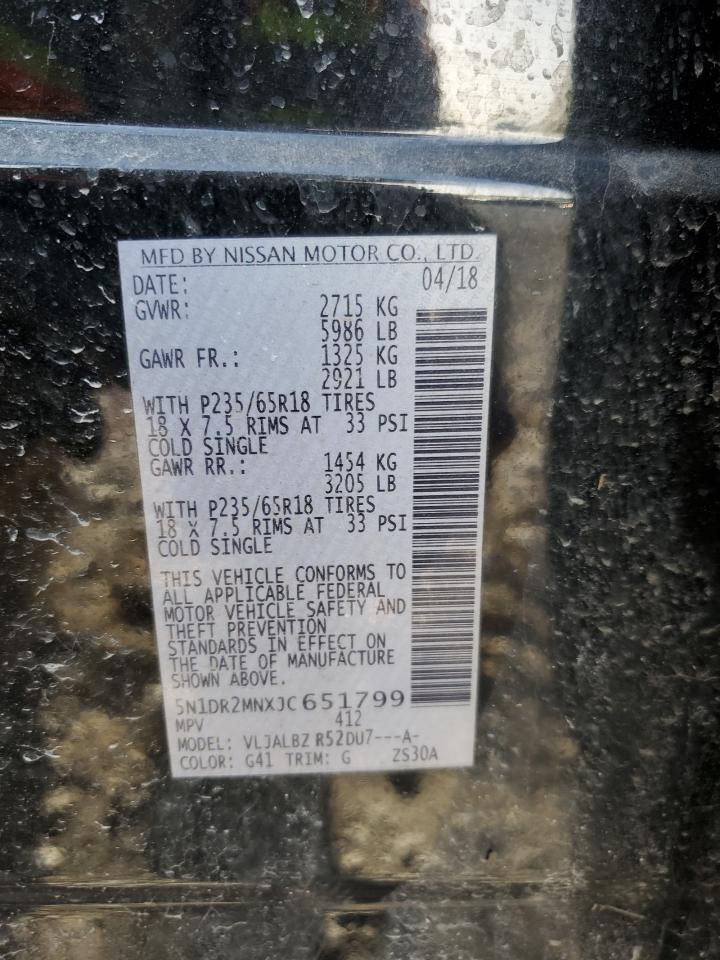 MFD BY NISSAN MOTOR CO., LTD.
DATE: 04/18
GVWR: 2715 KG
5986 LB
GAWR FR.: 1325 KG
2921 LB
WITH P235/65R18 TIRES
18 X 7.5 RIMS AT 33 PSI
COLD SINGLE
GAWR RR.: 1454 KG
3205 LB
WITH P235/65R18 TIRES
18 X 7.5 RIMS AT 33 PSI
COLD SINGLE
THIS VEHICLE CONFORMS TO
ALL APPLICABLE FEDERAL
MOTOR VEHICLE SAFETY AND
THEFT PREVENTION
STANDARDS IN EFFECT ON
THE DATE OF MANUFACTURE
SHOWN ABOVE.
5N1DR2MNXJC651799
MPV 412
MODEL: VLJALBZ R52DU7---A-
COLOR: G41 TRIM: G ZS30A